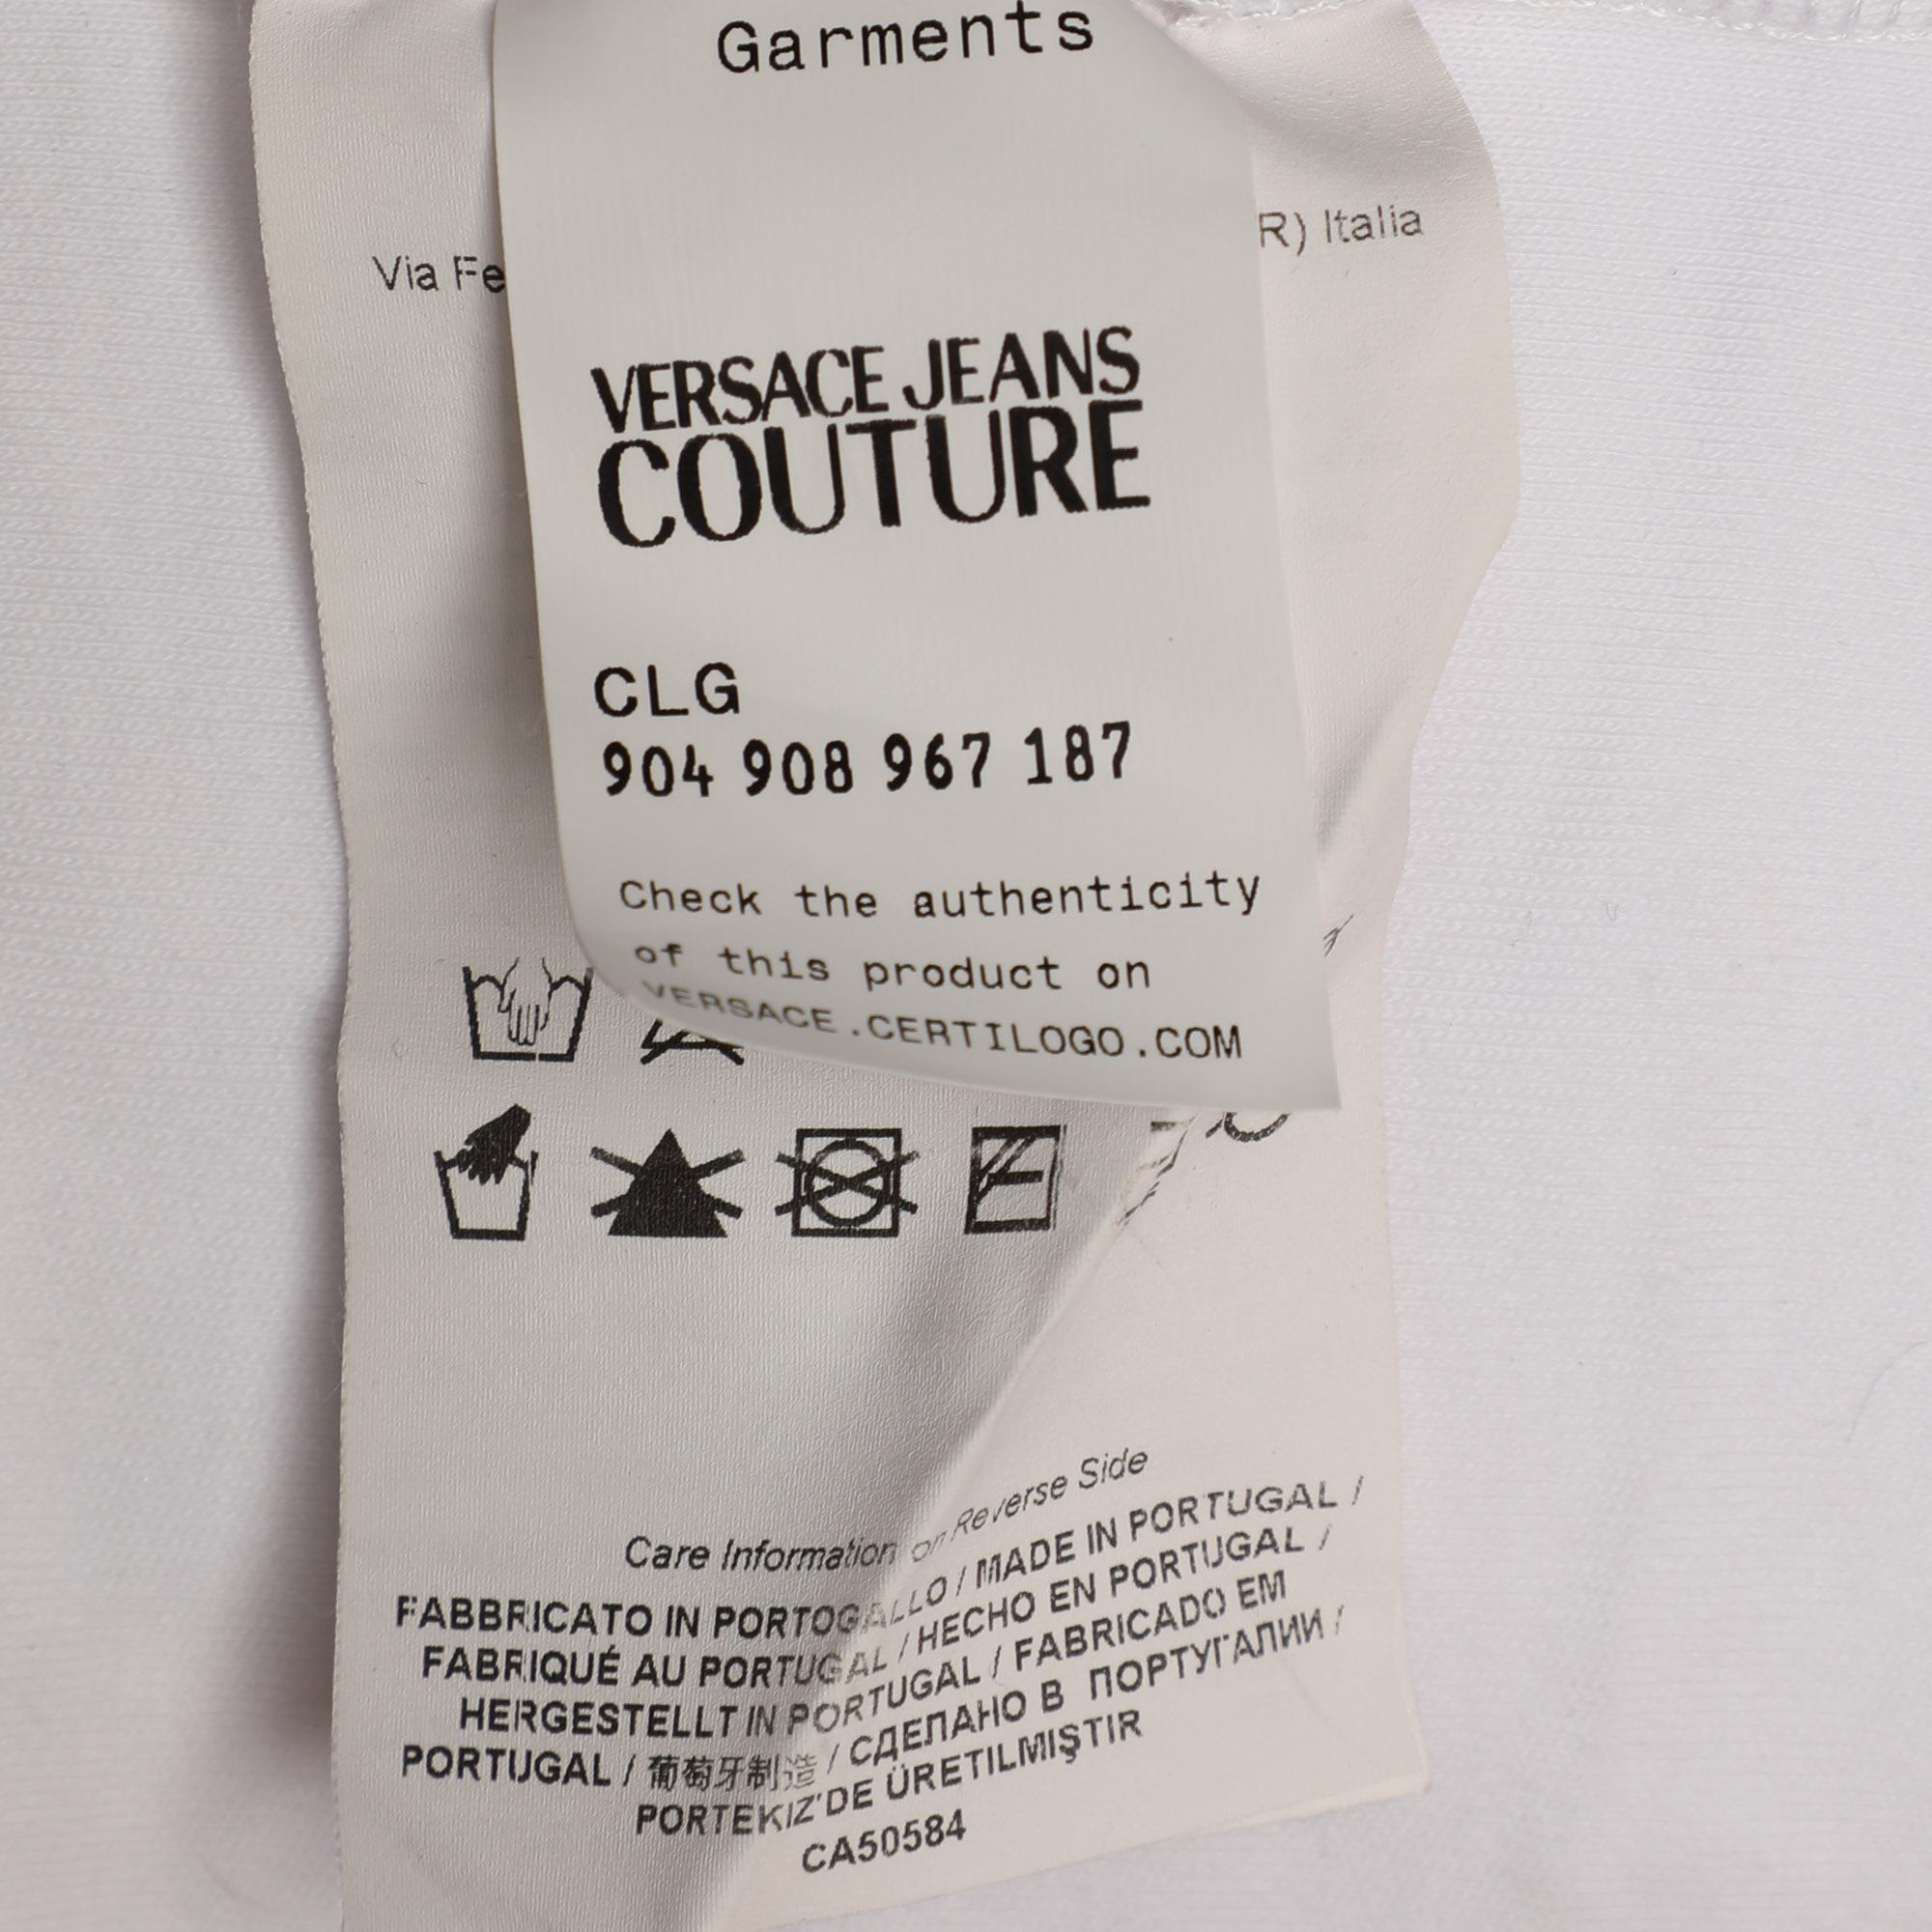 Garments
Via Fe
R) Italia
VERSACE JEANS
COUTURE
CLG
904 908 967 187
Check the authenticity
of this product on
VERSACE.CERTILOGO.COM
Care Information on Reverse Side
FABBRICATO IN PORTOGALLO / MADE IN PORTUGAL /
FABRIQUÉ AU PORTUGAL / HECHO EN PORTUGAL /
HERGESTELLT IN PORTUGAL / FABRICADO EM
PORTUGAL / 葡萄牙制造 / СДЕЛАНО В ПОРТУГАЛИИ /
PORTEKIZ'DE ÜRETILMIŞTIR
CA50584